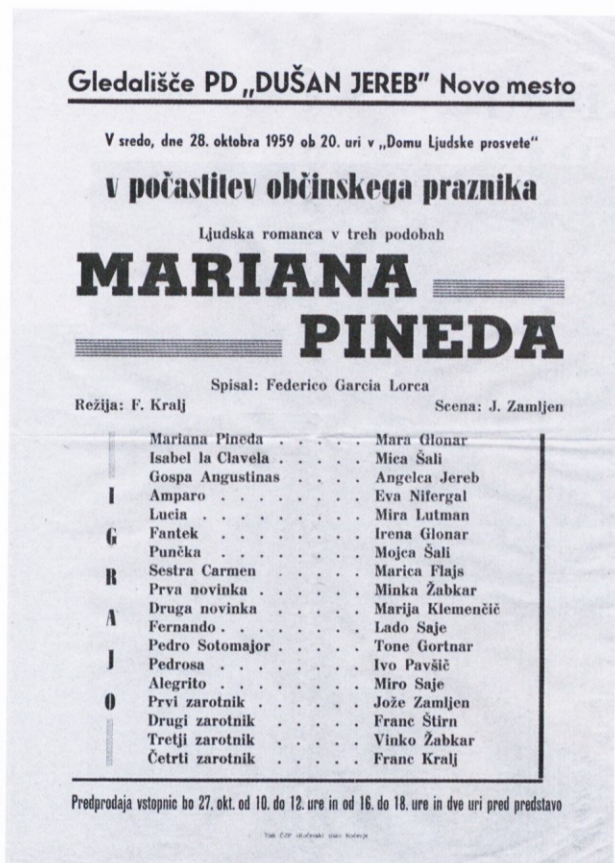 Gledališče PD „DUŠAN JEREB" Novo mesto
V sredo, dne 28. oktobra 1959 ob 20. uri v „Domu Ljudske prosvete"
v počastitev občinskega praznika
Ljudska romanca v treh podobah
MARIANA
PINEDA
Spisal: Federico Garcia Lorca
Režija: F. Kralj Scena: J. Zamljen
IGRAJO
Mariana Pineda . . . . . Mara Glonar
Isabel la Clavela . . . . . Mica Šali
Gospa Angustinas . . . . Angelca Jereb
Amparo . . . . . . . Eva Nifergal
Lucia . . . . . . . Mira Lutman
Fantek . . . . . . . Irena Glonar
Punčka . . . . . . . Mojca Šali
Sestra Carmen . . . . . Marica Flajs
Prva novinka . . . . . . Minka Žabkar
Druga novinka . . . . . Marija Klemenčič
Fernando . . . . . . . Lado Saje
Pedro Sotomajor . . . . . Tone Gortnar
Pedrosa . . . . . . . Ivo Pavšič
Alegrito . . . . . . . Miro Saje
Prvi zarotnik . . . . . . Jože Zamljen
Drugi zarotnik . . . . . Franc Štirn
Tretji zarotnik . . . . . Vinko Žabkar
Četrti zarotnik . . . . . Franc Kralj
Predprodaja vstopnic bo 27. okt. od 10. do 12. ure in od 16. do 18. ure in dve uri pred predstavo
Tisk ČZP